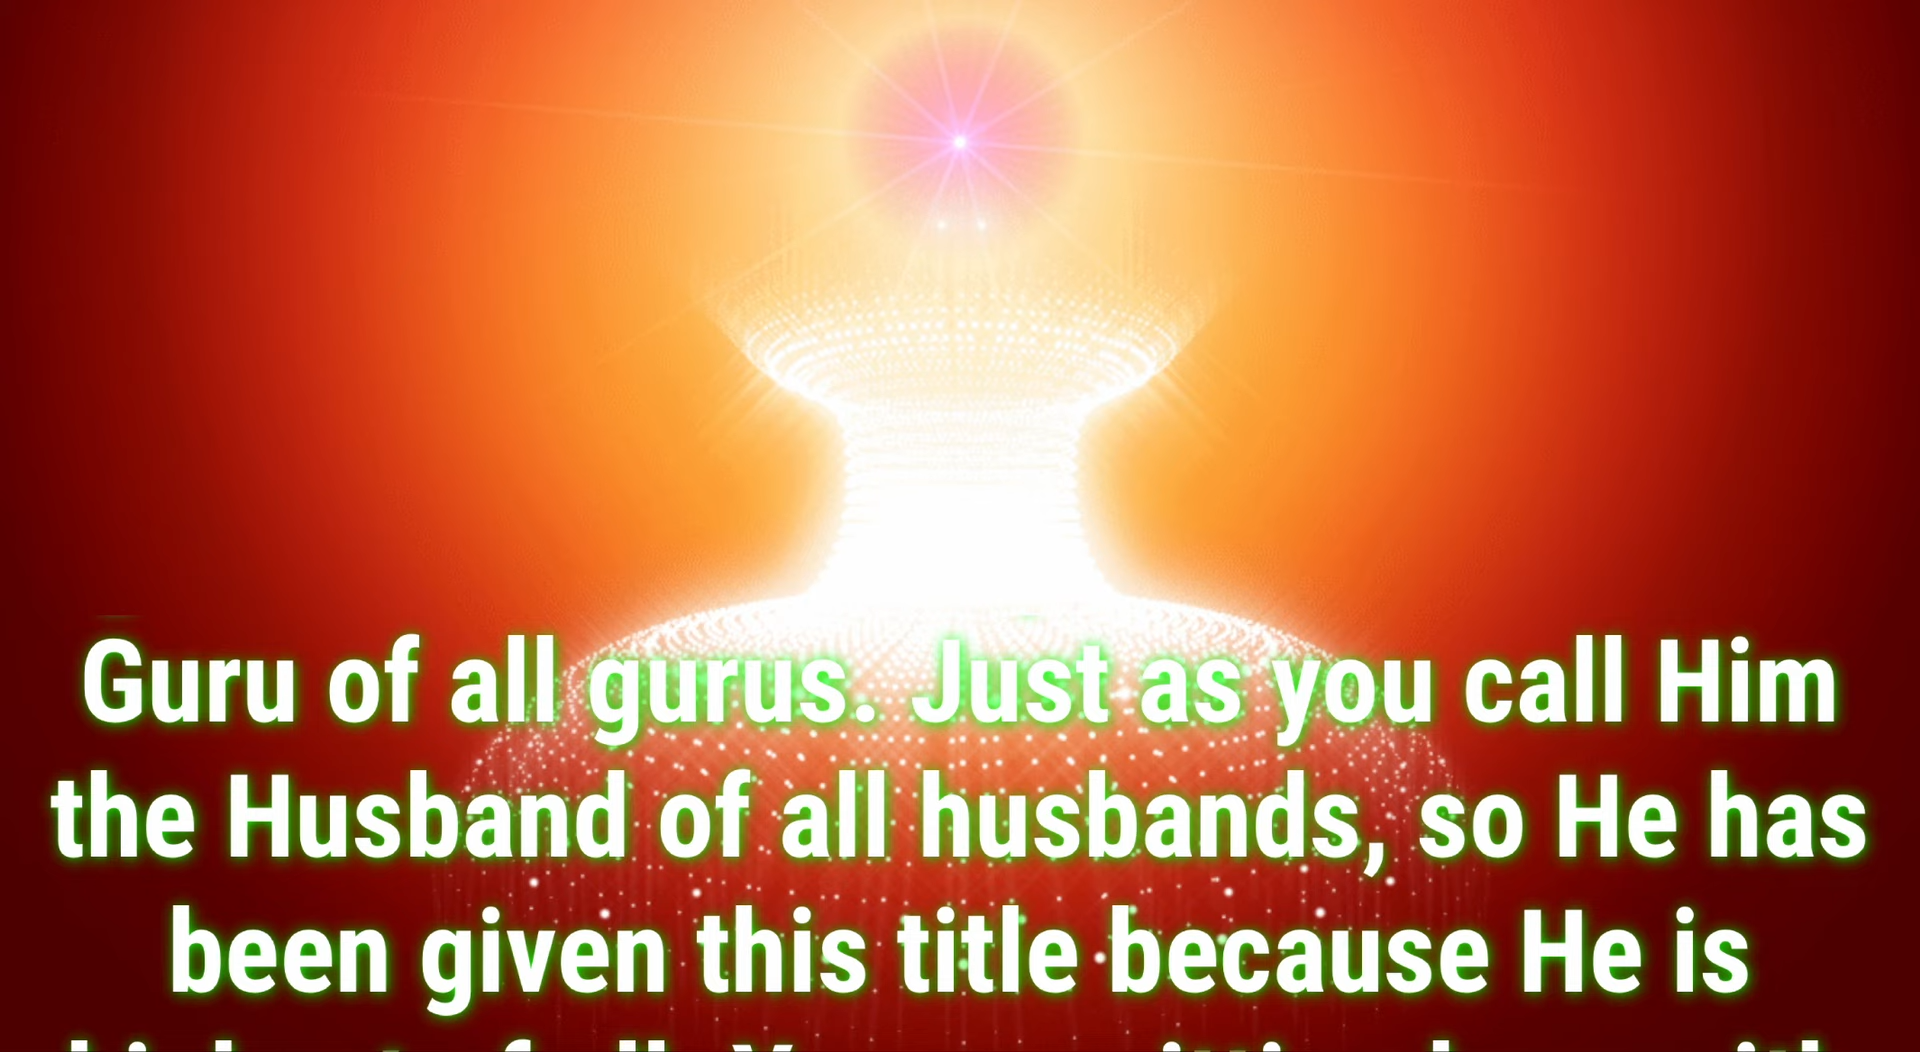 Guru of all gurus. Just as you call Him
the Husband of all husbands, so He has
been given this title because He is